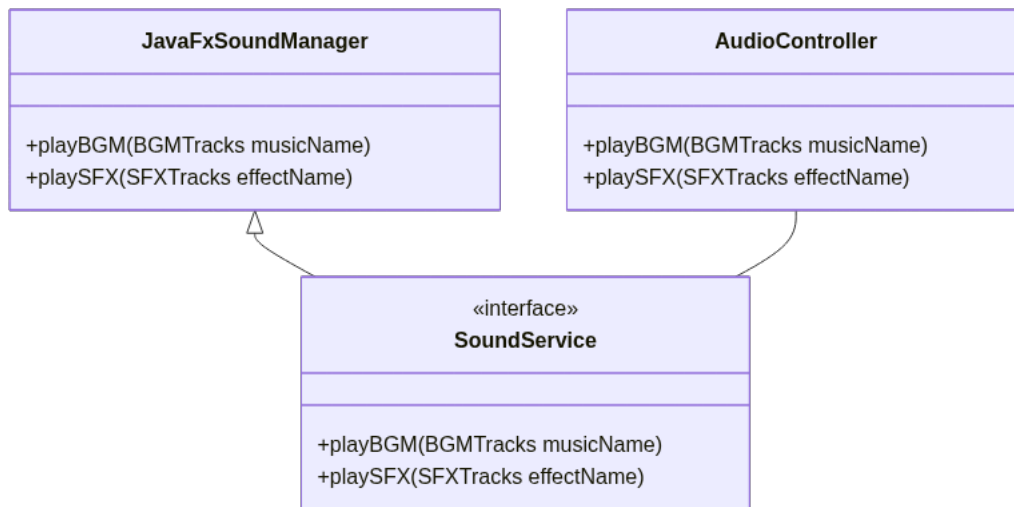 JavaFxSoundManager
+playBGM(BGMTracks musicName)
+playSFX(SFXTracks effectName)
AudioController
+playBGM(BGMTracks musicName)
+playSFX(SFXTracks effectName)
«interface»
SoundService
+playBGM(BGMTracks musicName)
+playSFX(SFXTracks effectName)